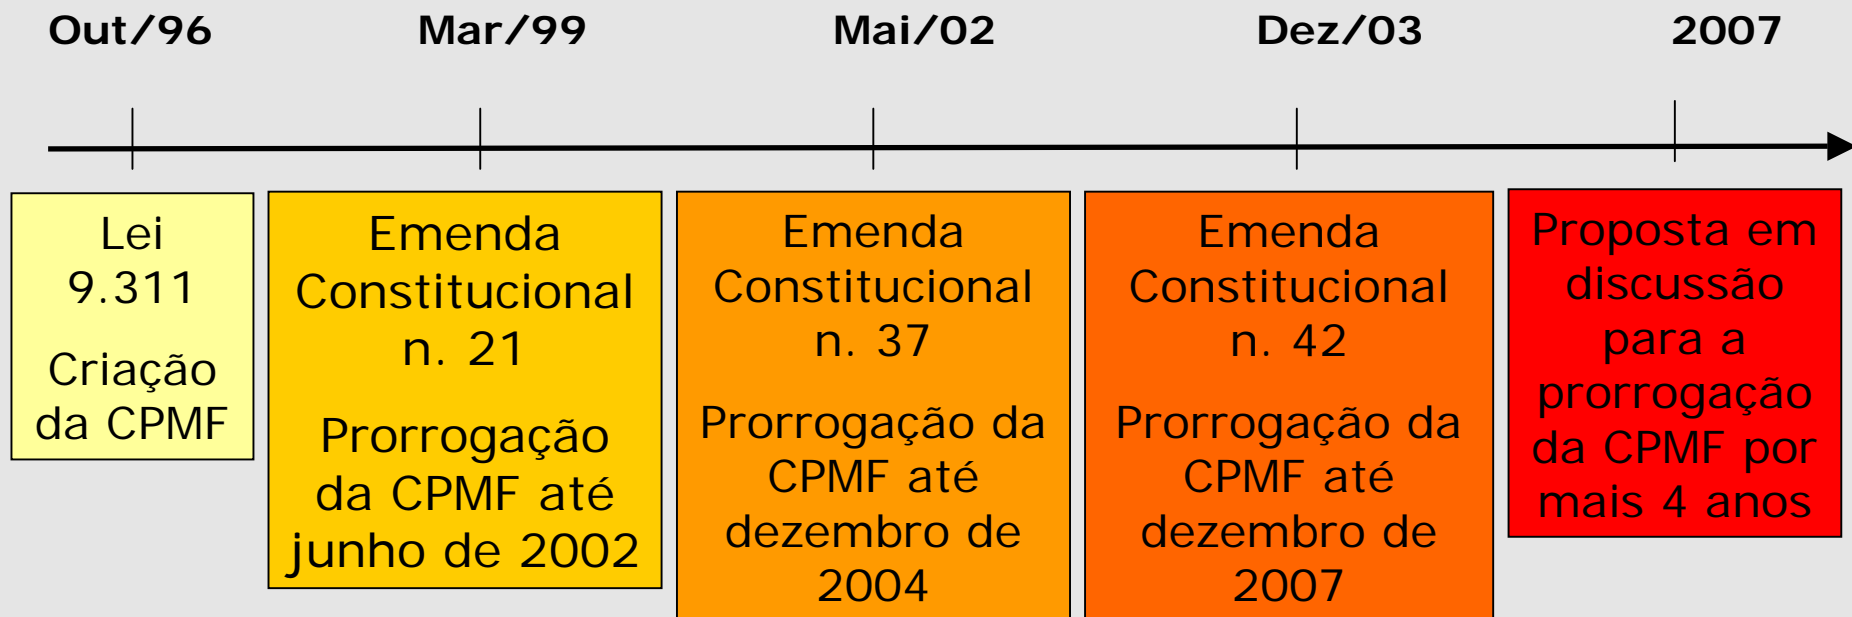 Out/96 Mar/99 Mai/02 Dez/03 2007
Lei
9.311
Criação
da CPMF
Emenda
Constitucional
n. 21
Prorrogação
da CPMF até
junho de 2002
Emenda
Constitucional
n. 37
Prorrogação da
CPMF até
dezembro de
2004
Emenda
Constitucional
n. 42
Prorrogação da
CPMF até
dezembro de
2007
Proposta em
discussão
para a
prorrogação
da CPMF por
mais 4 anos